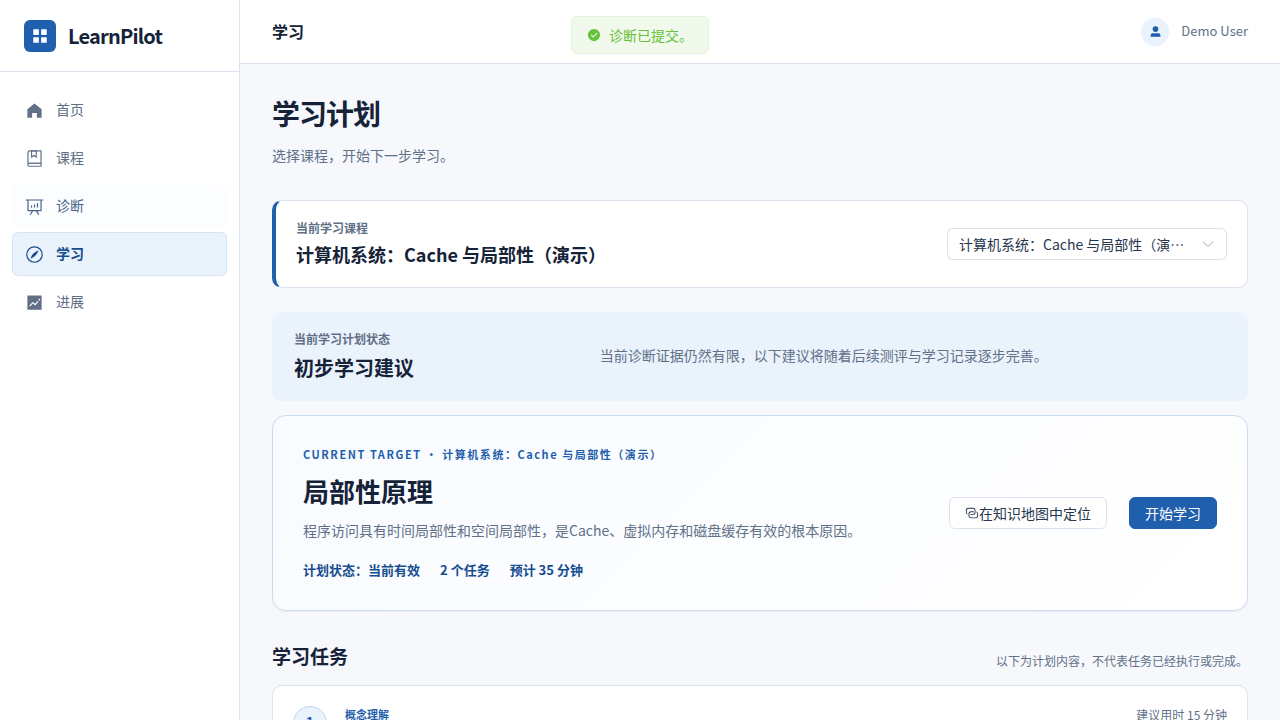 LearnPilot
首页
课程
诊断
学习
进展
学习
诊断已提交。
Demo User
学习计划
选择课程，开始下一步学习。
当前学习课程
计算机系统：Cache 与局部性（演示）
计算机系统：Cache 与局部性（演…
当前学习计划状态
初步学习建议
当前诊断证据仍然有限，以下建议将随着后续测评与学习记录逐步完善。
CURRENT TARGET · 计算机系统：Cache 与局部性（演示）
局部性原理
程序访问具有时间局部性和空间局部性，是Cache、虚拟内存和磁盘缓存有效的根本原因。
计划状态：当前有效 2 个任务 预计 35 分钟
在知识地图中定位
开始学习
学习任务
以下为计划内容，不代表任务已经执行或完成。
1
概念理解
建议用时 15 分钟